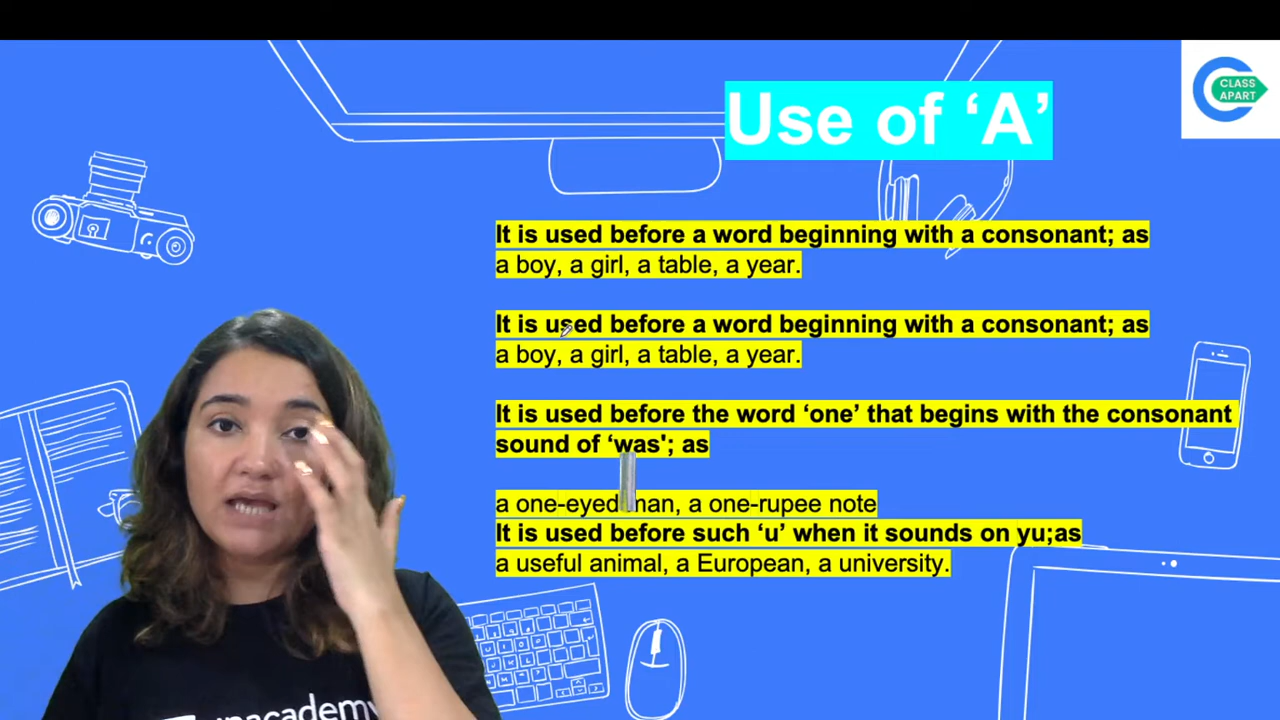 CLASS
APART
Use of ‘A’
It is used before a word beginning with a consonant; as
a boy, a girl, a table, a year.
It is used before a word beginning with a consonant; as
a boy, a girl, a table, a year.
It is used before the word ‘one’ that begins with the consonant
sound of ‘was'; as
a one-eyed man, a one-rupee note
It is used before such ‘u’ when it sounds on yu;as
a useful animal, a European, a university.